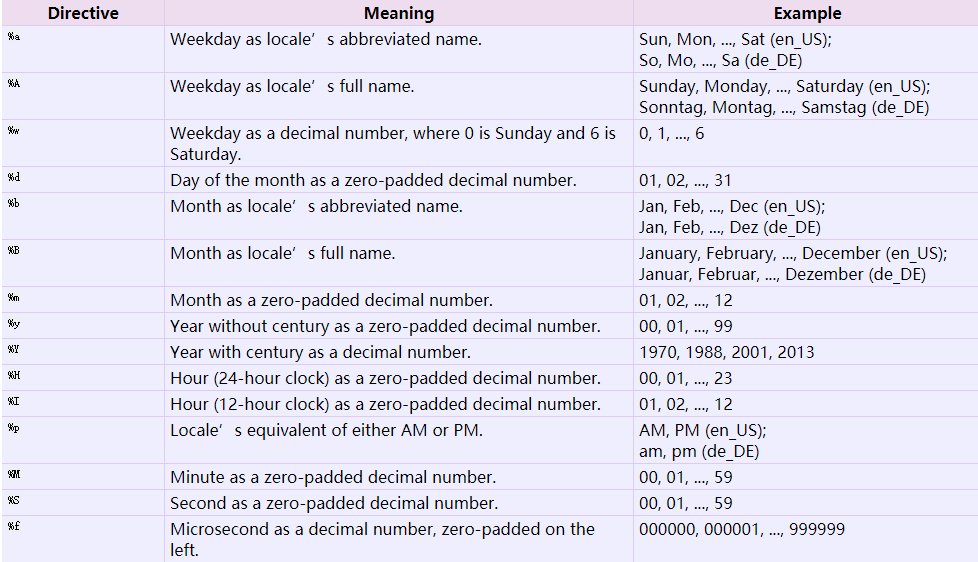 Directive Meaning Example
%a Weekday as locale’s abbreviated name. Sun, Mon, ..., Sat (en_US);
So, Mo, ..., Sa (de_DE)
%A Weekday as locale’s full name. Sunday, Monday, ..., Saturday (en_US);
Sonntag, Montag, ..., Samstag (de_DE)
%w Weekday as a decimal number, where 0 is Sunday and 6 is 0, 1, ..., 6
Saturday.
%d Day of the month as a zero-padded decimal number. 01, 02, ..., 31
%b Month as locale’s abbreviated name. Jan, Feb, ..., Dec (en_US);
Jan, Feb, ..., Dez (de_DE)
%B Month as locale’s full name. January, February, ..., December (en_US);
Januar, Februar, ..., Dezember (de_DE)
%m Month as a zero-padded decimal number. 01, 02, ..., 12
%y Year without century as a zero-padded decimal number. 00, 01, ..., 99
%Y Year with century as a decimal number. 1970, 1988, 2001, 2013
%H Hour (24-hour clock) as a zero-padded decimal number. 00, 01, ..., 23
%I Hour (12-hour clock) as a zero-padded decimal number. 01, 02, ..., 12
%p Locale’s equivalent of either AM or PM. AM, PM (en_US);
am, pm (de_DE)
%M Minute as a zero-padded decimal number. 00, 01, ..., 59
%S Second as a zero-padded decimal number. 00, 01, ..., 59
%f Microsecond as a decimal number, zero-padded on the 000000, 000001, ..., 999999
left.